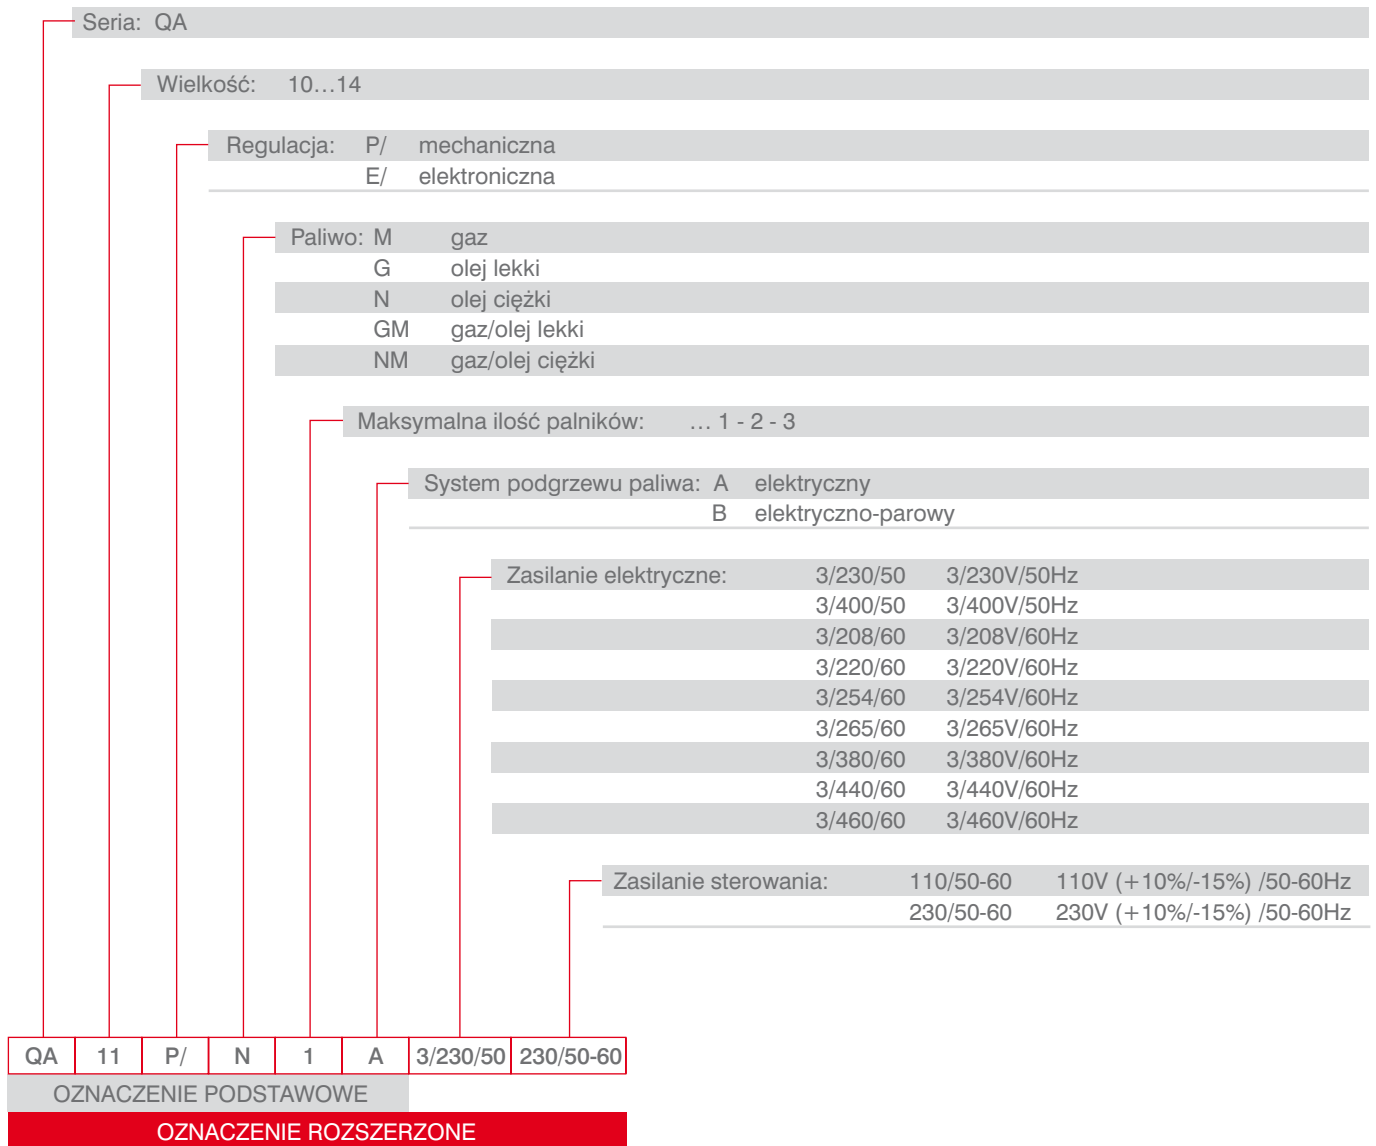 Seria: QA
Wielkość: 10…14
Regulacja: P/ mechaniczna
E/ elektroniczna
Paliwo: M gaz
G olej lekki
N olej ciężki
GM gaz/olej lekki
NM gaz/olej ciężki
Maksymalna ilość palników: … 1 - 2 - 3
System podgrzewu paliwa: A elektryczny
B elektryczno-parowy
Zasilanie elektryczne: 3/230/50 3/230V/50Hz
3/400/50 3/400V/50Hz
3/208/60 3/208V/60Hz
3/220/60 3/220V/60Hz
3/254/60 3/254V/60Hz
3/265/60 3/265V/60Hz
3/380/60 3/380V/60Hz
3/440/60 3/440V/60Hz
3/460/60 3/460V/60Hz
Zasilanie sterowania: 110/50-60 110V (+10%/-15%) /50-60Hz
230/50-60 230V (+10%/-15%) /50-60Hz
QA 11 P/ N 1 A 3/230/50 230/50-60
OZNACZENIE PODSTAWOWE
OZNACZENIE ROZSZERZONE